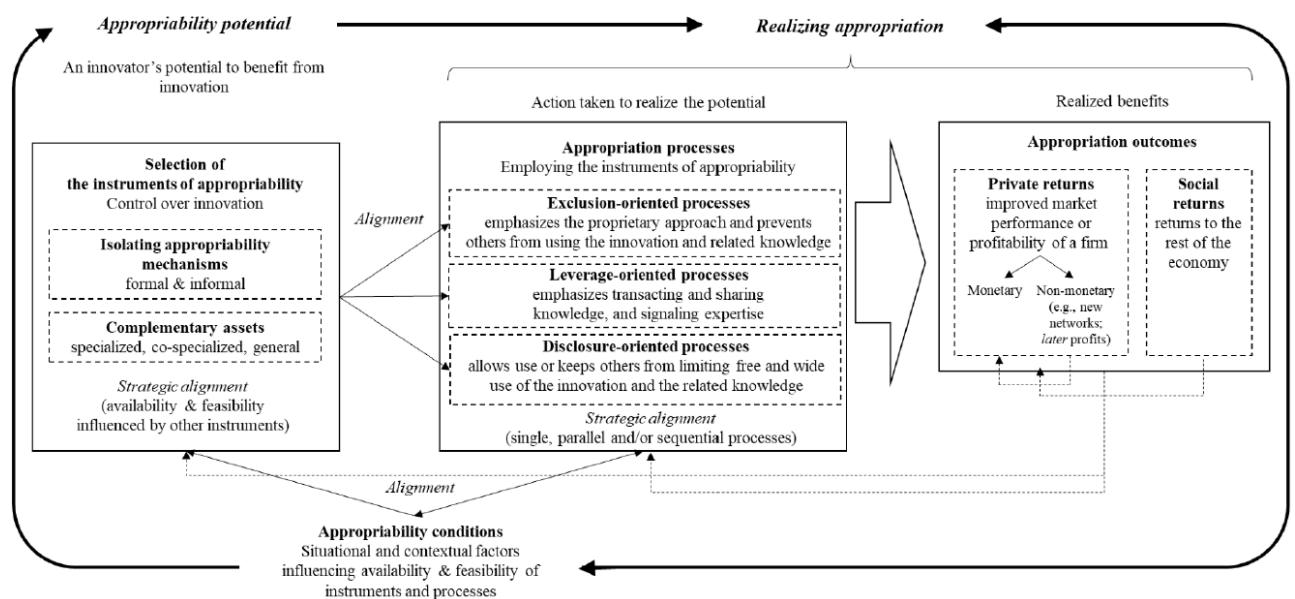 Appropriability potential
Realizing appropriation
An innovator's potential to benefit from
innovation
Action taken to realize the potential
Realized benefits
Selection of
the instruments of appropriability
Control over innovation
Isolating appropriability
mechanisms
formal & informal
Complementary assets
specialized, co-specialized, general
Strategic alignment
(availability & feasibility
influenced by other instruments)
Alignment
Appropriation processes
Employing the instruments of appropriability
Exclusion-oriented processes
emphasizes the proprietary approach and prevents
others from using the innovation and related knowledge
Leverage-oriented processes
emphasizes transacting and sharing
knowledge, and signaling expertise
Disclosure-oriented processes
allows use or keeps others from limiting free and wide
use of the innovation and the related knowledge
Strategic alignment
(single, parallel and/or sequential processes)
Appropriation outcomes
Private returns
improved market
performance or
profitability of a firm
Monetary
Non-monetary
(e.g., new
networks;
later profits)
Social
returns
returns to the
rest of the
economy
Alignment
Appropriability conditions
Situational and contextual factors
influencing availability & feasibility of
instruments and processes